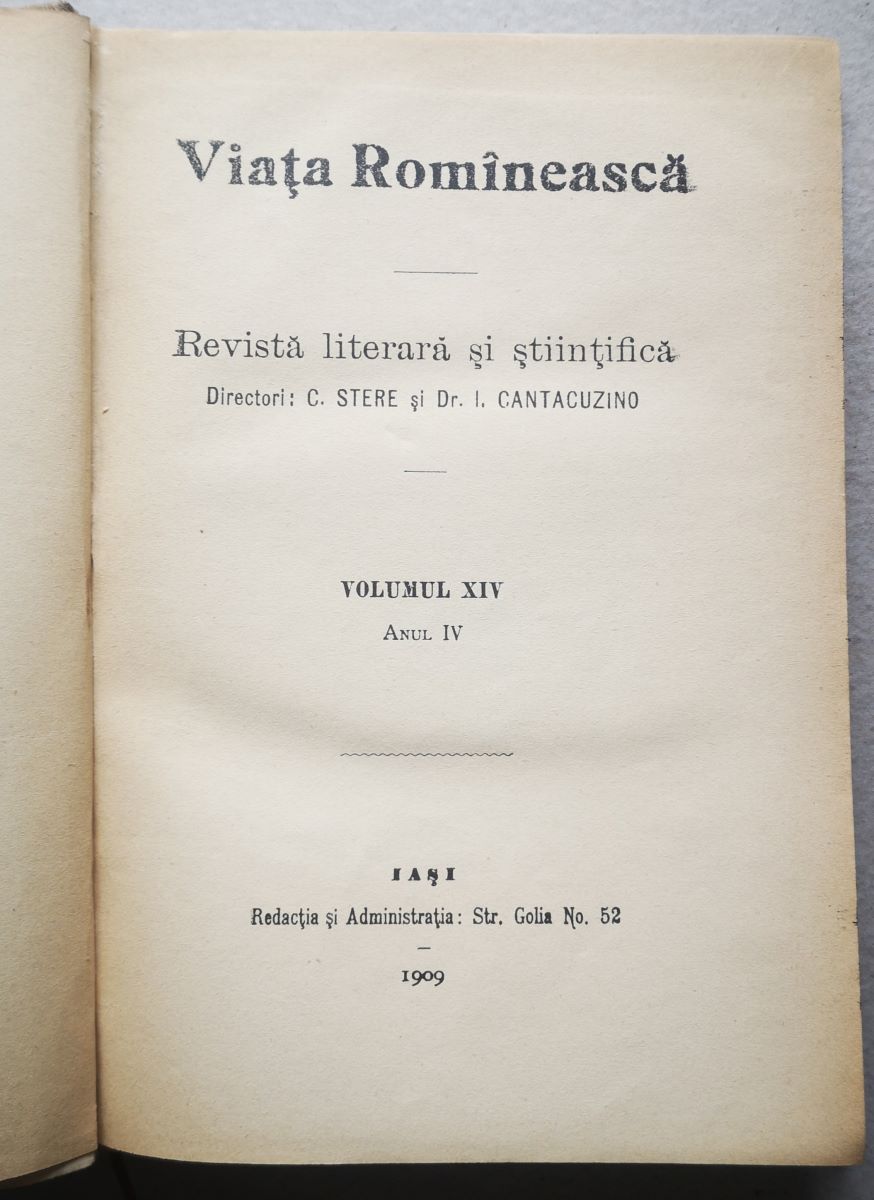 Viaţa Romînească
Revistă literară şi ştiinţifică
Directori: C. STERE şi Dr. I. CANTACUZINO
VOLUMUL XIV
Anul IV
IAŞI
Redacţia şi Administraţia: Str. Golia No. 52
1909